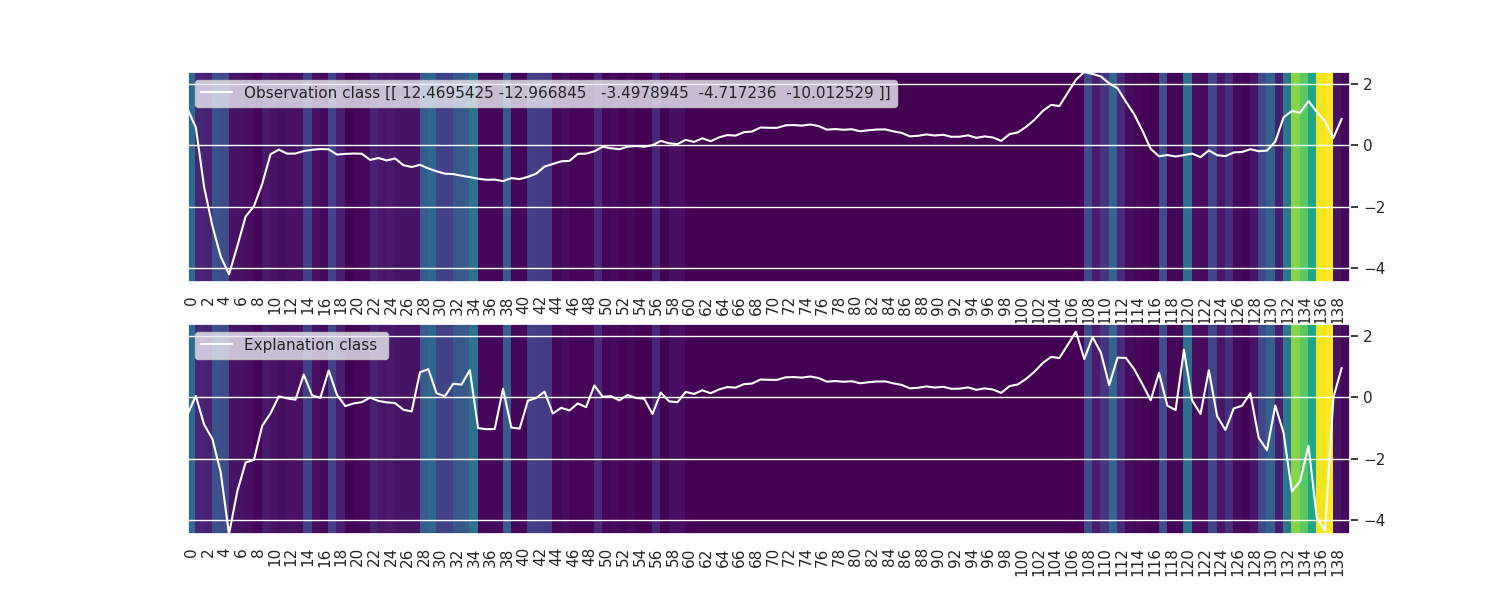 Observation class [[ 12.4695425 -12.966845 -3.4978945 -4.717236 -10.012529 ]]
2
0
−2
−4
0 2 4 6 8 10 12 14 16 18 20 22 24 26 28 30 32 34 36 38 40 42 44 46 48 50 52 54 56 58 60 62 64 66 68 70 72 74 76 78 80 82 84 86 88 90 92 94 96 98 100 102 104 106 108 110 112 114 116 118 120 122 124 126 128 130 132 134 136 138
Explanation class
2
0
−2
−4
0 2 4 6 8 10 12 14 16 18 20 22 24 26 28 30 32 34 36 38 40 42 44 46 48 50 52 54 56 58 60 62 64 66 68 70 72 74 76 78 80 82 84 86 88 90 92 94 96 98 100 102 104 106 108 110 112 114 116 118 120 122 124 126 128 130 132 134 136 138